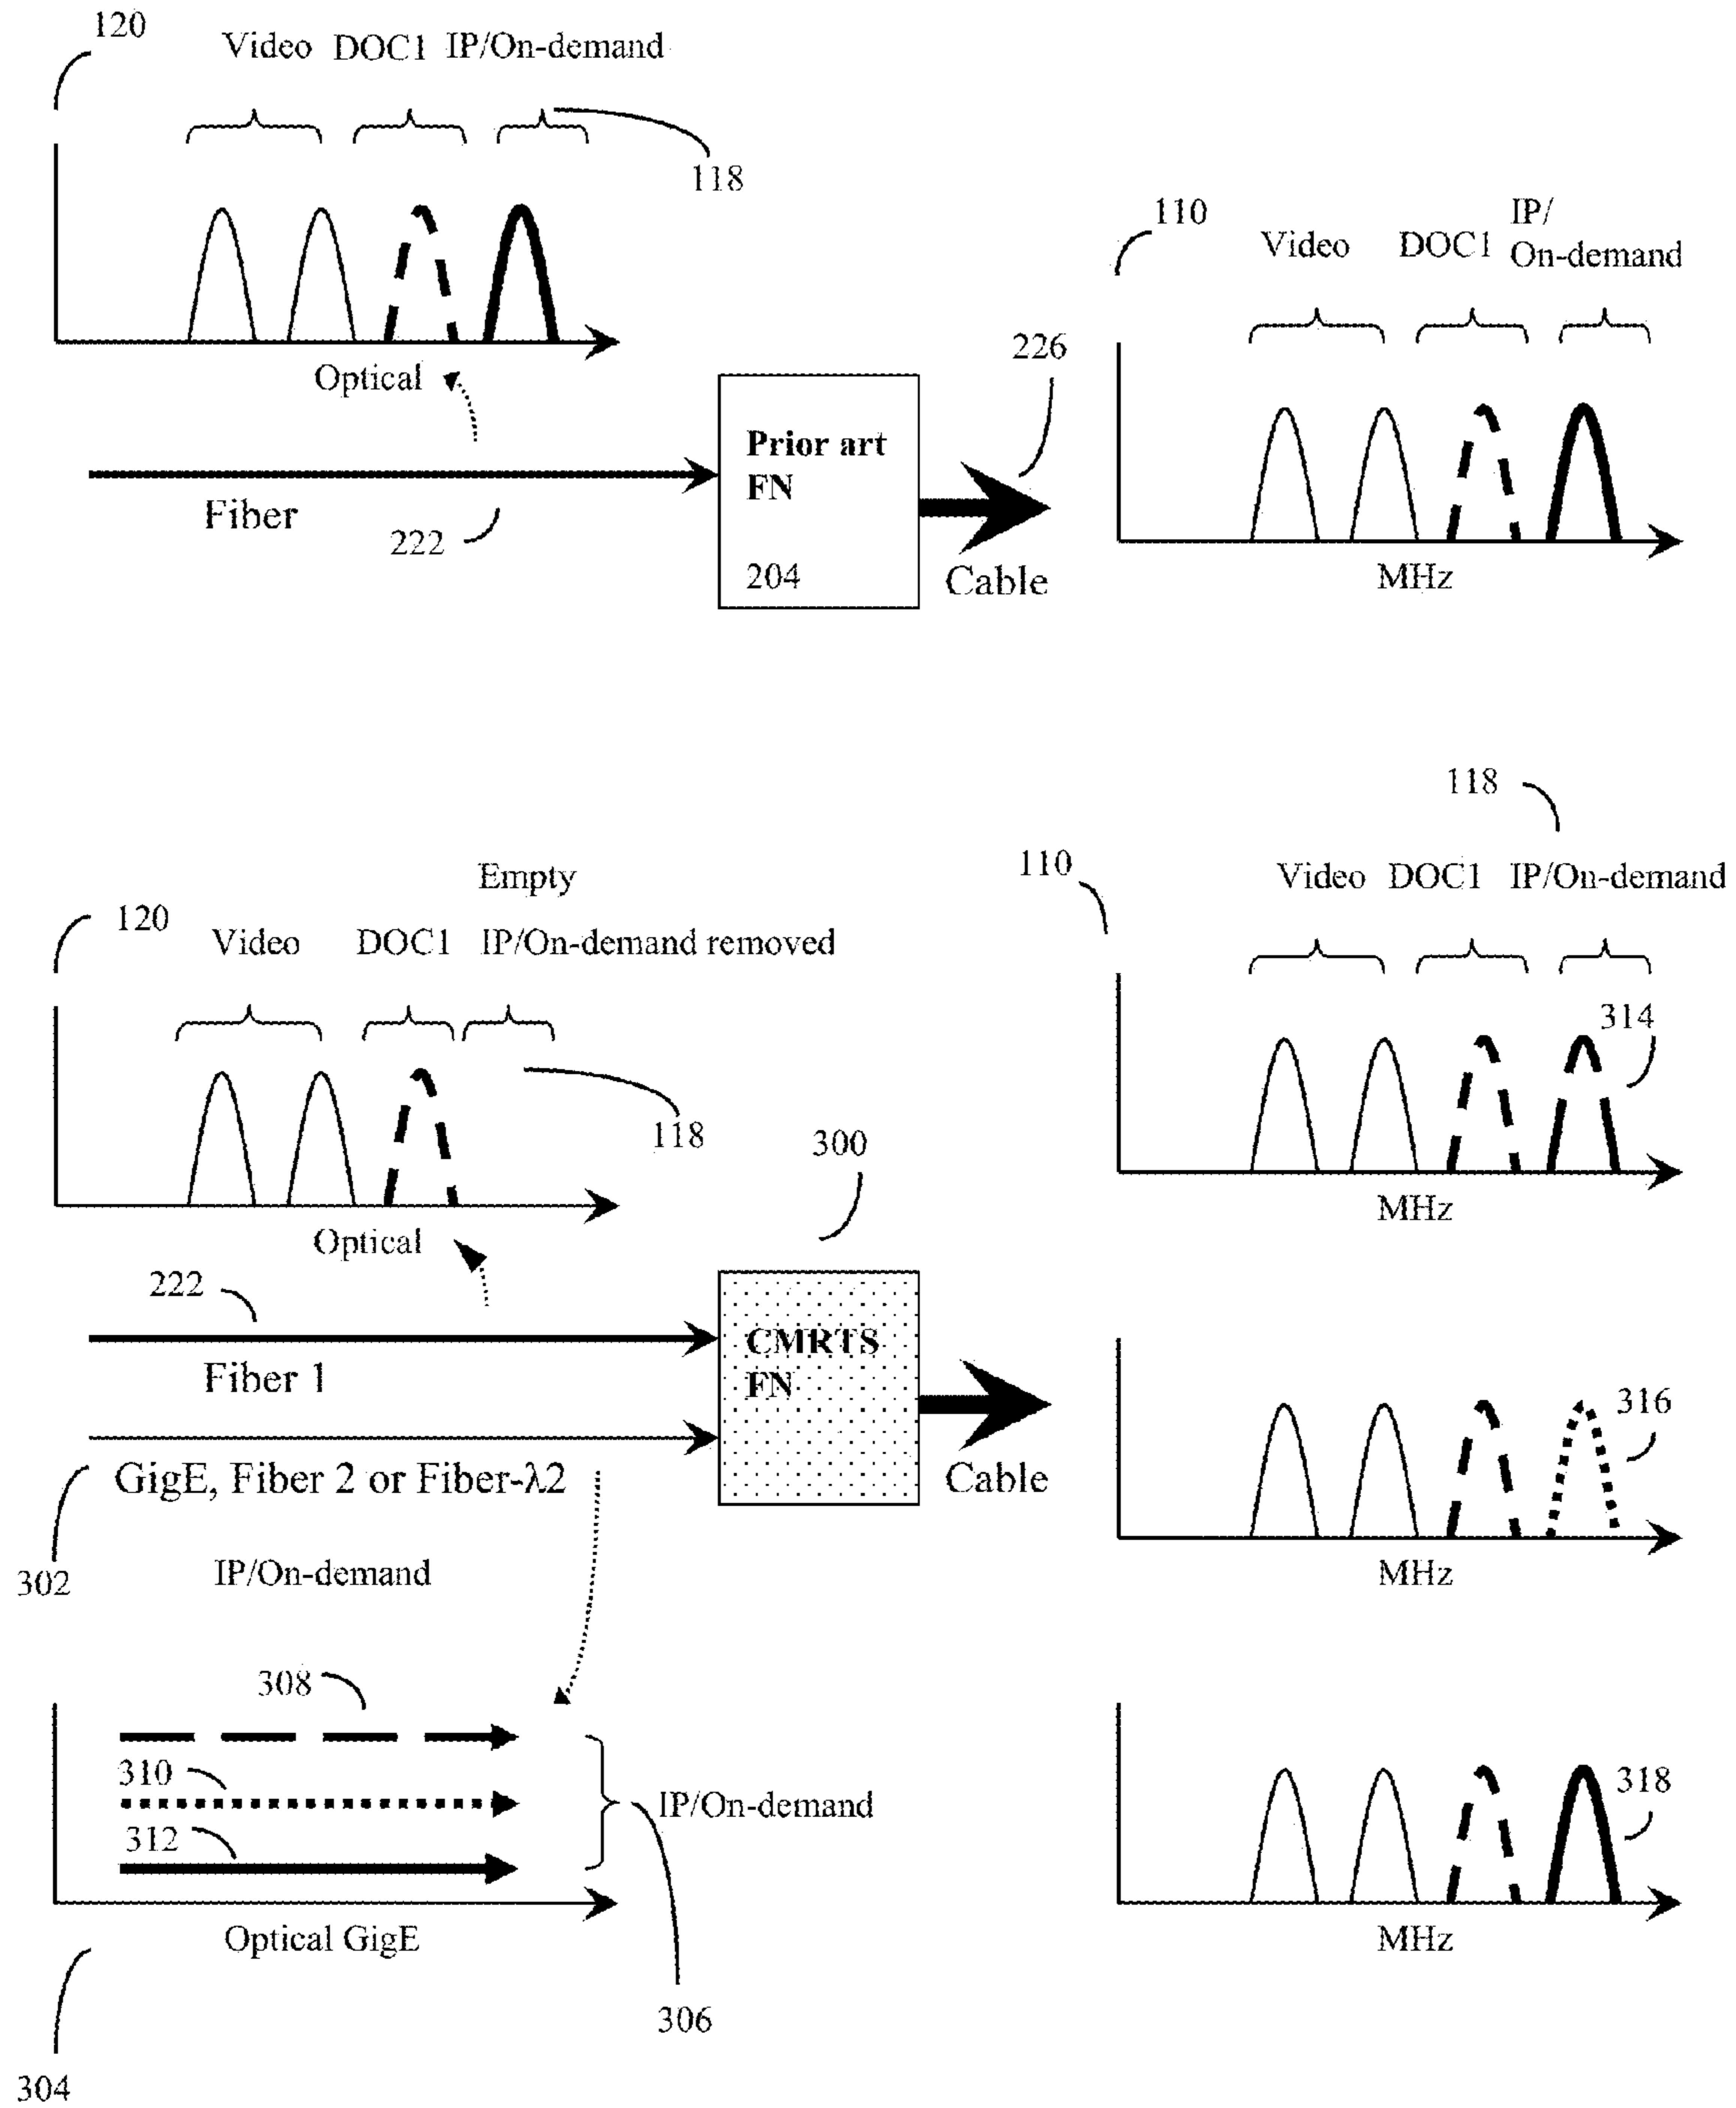 120
Video DOC1 IP/On-demand
118
Optical
Fiber
222
Prior art
FN
204
226
Cable
110
Video DOC1 IP/
On-demand
MHz
118
110
Video DOC1 IP/On-demand
314
MHz
120
Empty
Video DOC1 IP/On-demand removed
118
Optical
300
222
Fiber 1
CMRTS
FN
Cable
GigE, Fiber 2 or Fiber-λ2
302
IP/On-demand
316
MHz
308
310
312
IP/On-demand
Optical GigE
306
304
318
MHz